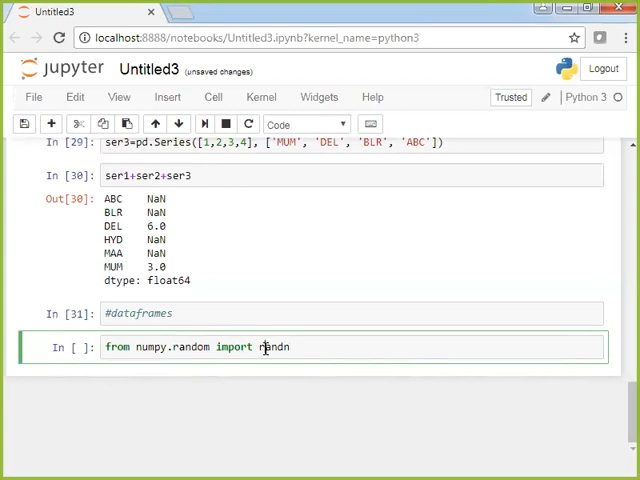 Untitled3
localhost:8888/notebooks/Untitled3.ipynb?kernel_name=python3
jupyter Untitled3 (unsaved changes) Logout
File Edit View Insert Cell Kernel Widgets Help Trusted Python 3
Code
In [29]: ser3=pd.Series([1,2,3,4], ['MUM', 'DEL', 'BLR', 'ABC'])
In [30]: ser1+ser2+ser3
Out[30]: ABC NaN
BLR NaN
DEL 6.0
HYD NaN
MAA NaN
MUM 3.0
dtype: float64
In [31]: #dataframes
In [ ]: from numpy.random import randn